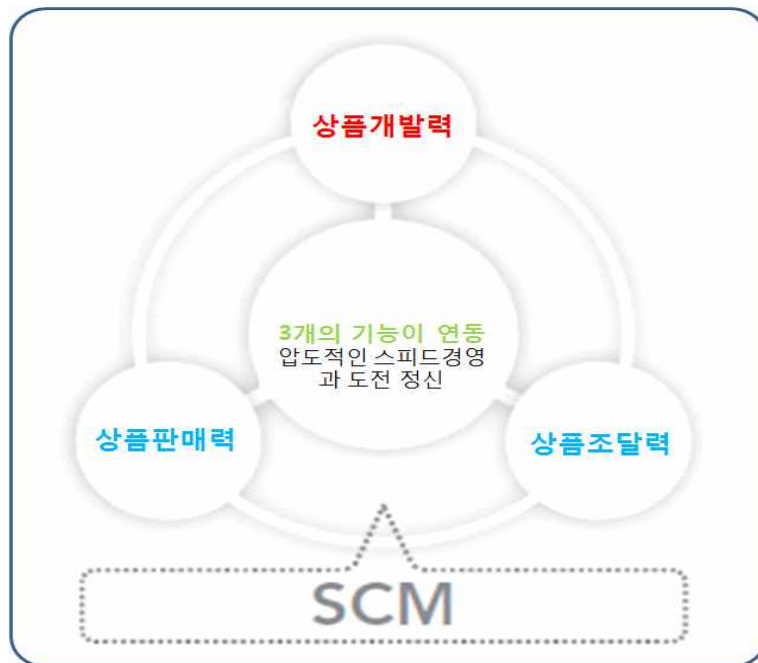 상품개발력
3개의 기능이 연동
압도적인 스피드경영
과 도전 정신
상품판매력
상품조달력
SCM